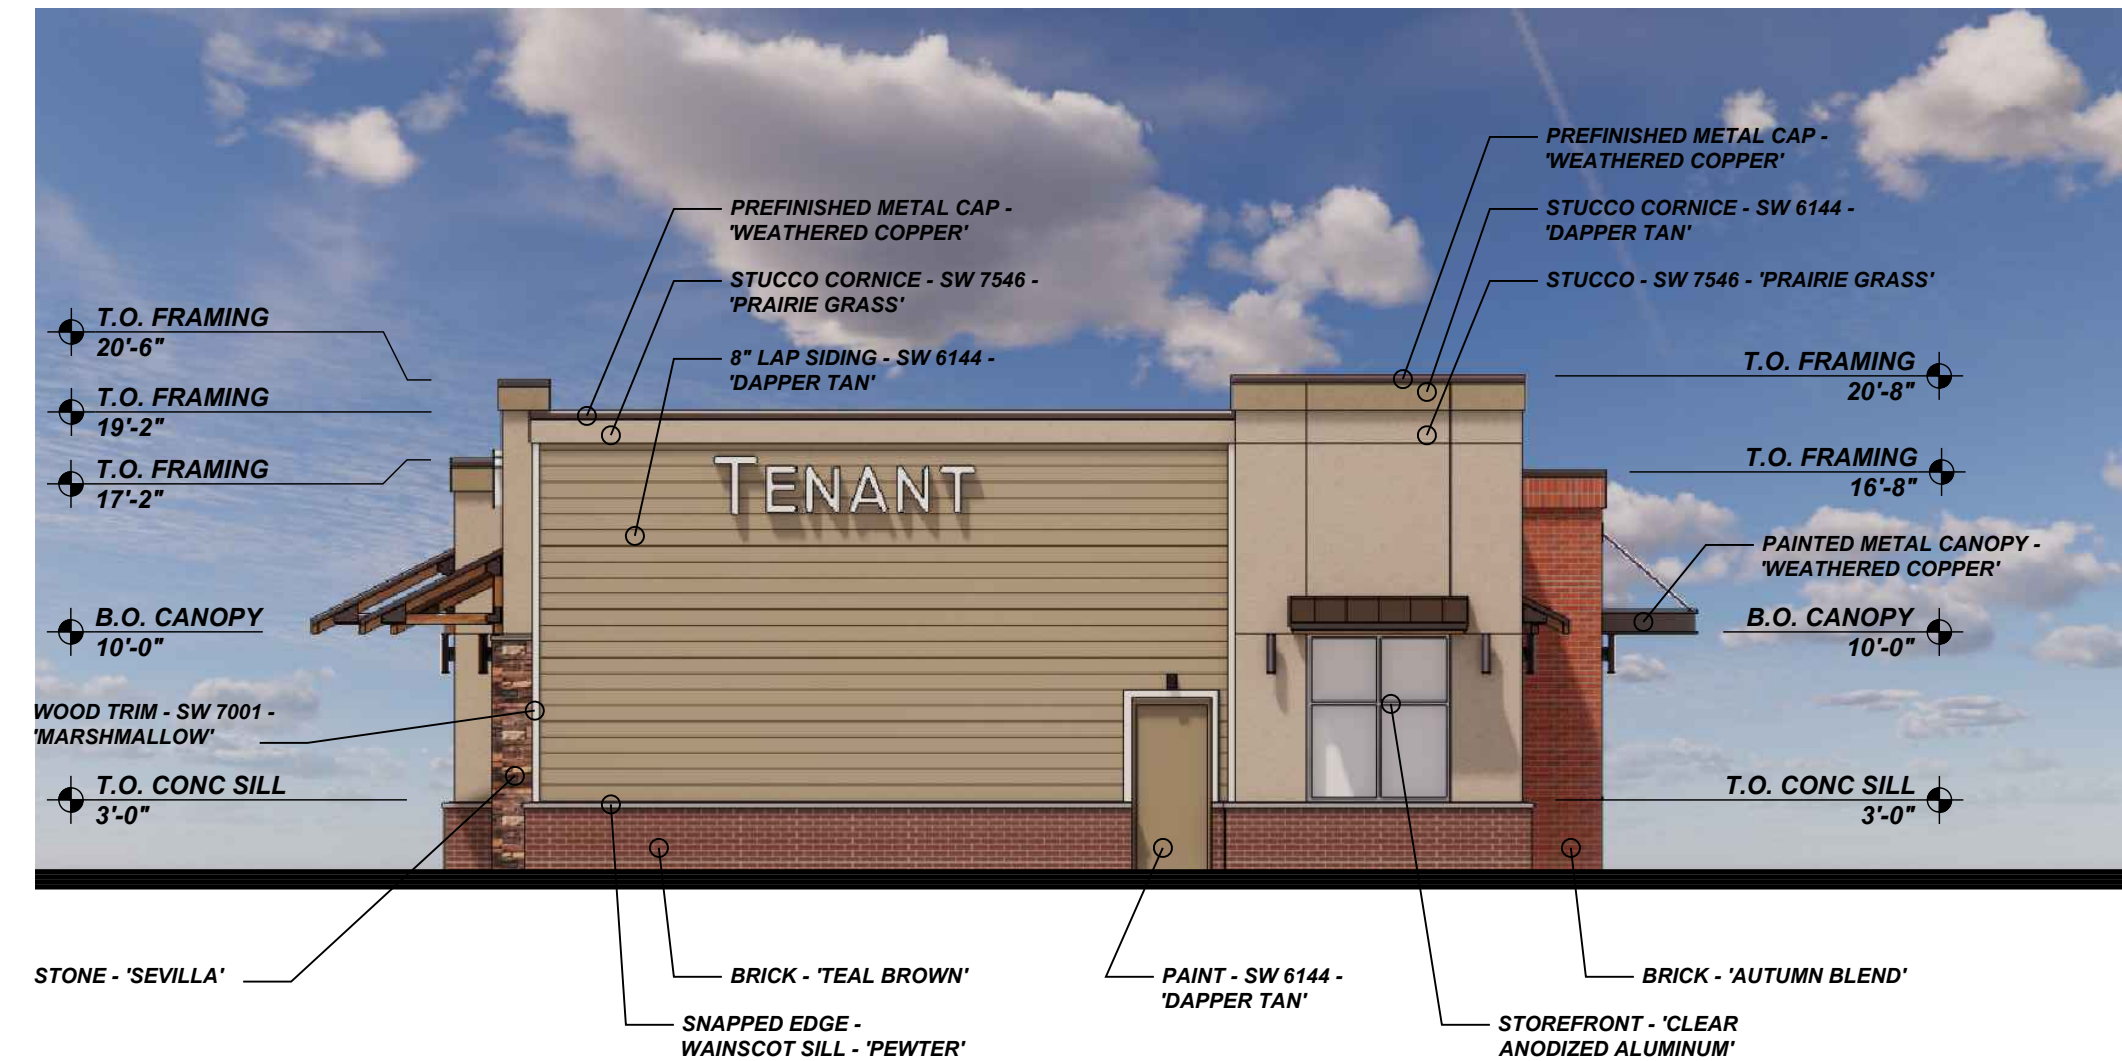 PREFINISHED METAL CAP -
'WEATHERED COPPER'
STUCCO CORNICE - SW 6144 -
'DAPPER TAN'
STUCCO - SW 7546 - 'PRAIRIE GRASS'
PREFINISHED METAL CAP -
'WEATHERED COPPER'
STUCCO CORNICE - SW 7546 -
'PRAIRIE GRASS'
8" LAP SIDING - SW 6144 -
'DAPPER TAN'
T.O. FRAMING
20'-6"
T.O. FRAMING
19'-2"
T.O. FRAMING
17'-2"
B.O. CANOPY
10'-0"
WOOD TRIM - SW 7001 -
'MARSHMALLOW'
T.O. CONC SILL
3'-0"
TENANT
T.O. FRAMING
20'-8"
T.O. FRAMING
16'-8"
PAINTED METAL CANOPY -
'WEATHERED COPPER'
B.O. CANOPY
10'-0"
T.O. CONC SILL
3'-0"
STONE - 'SEVILLA'
BRICK - 'TEAL BROWN'
SNAPPED EDGE -
WAINSCOT SILL - 'PEWTER'
PAINT - SW 6144 -
'DAPPER TAN'
BRICK - 'AUTUMN BLEND'
STOREFRONT - 'CLEAR
ANODIZED ALUMINUM'